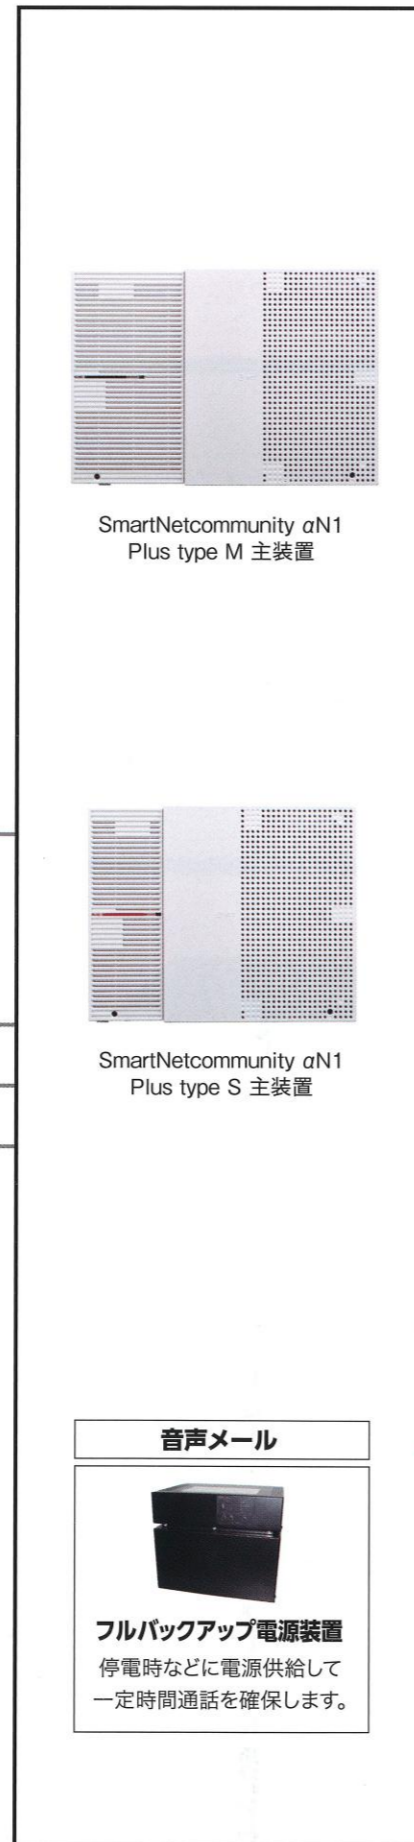 SmartNetcommunity αN1
Plus type M 主装置
SmartNetcommunity αN1
Plus type S 主装置
音声メール
フルバックアップ電源装置
停電時などに電源供給して
一定時間通話を確保します。